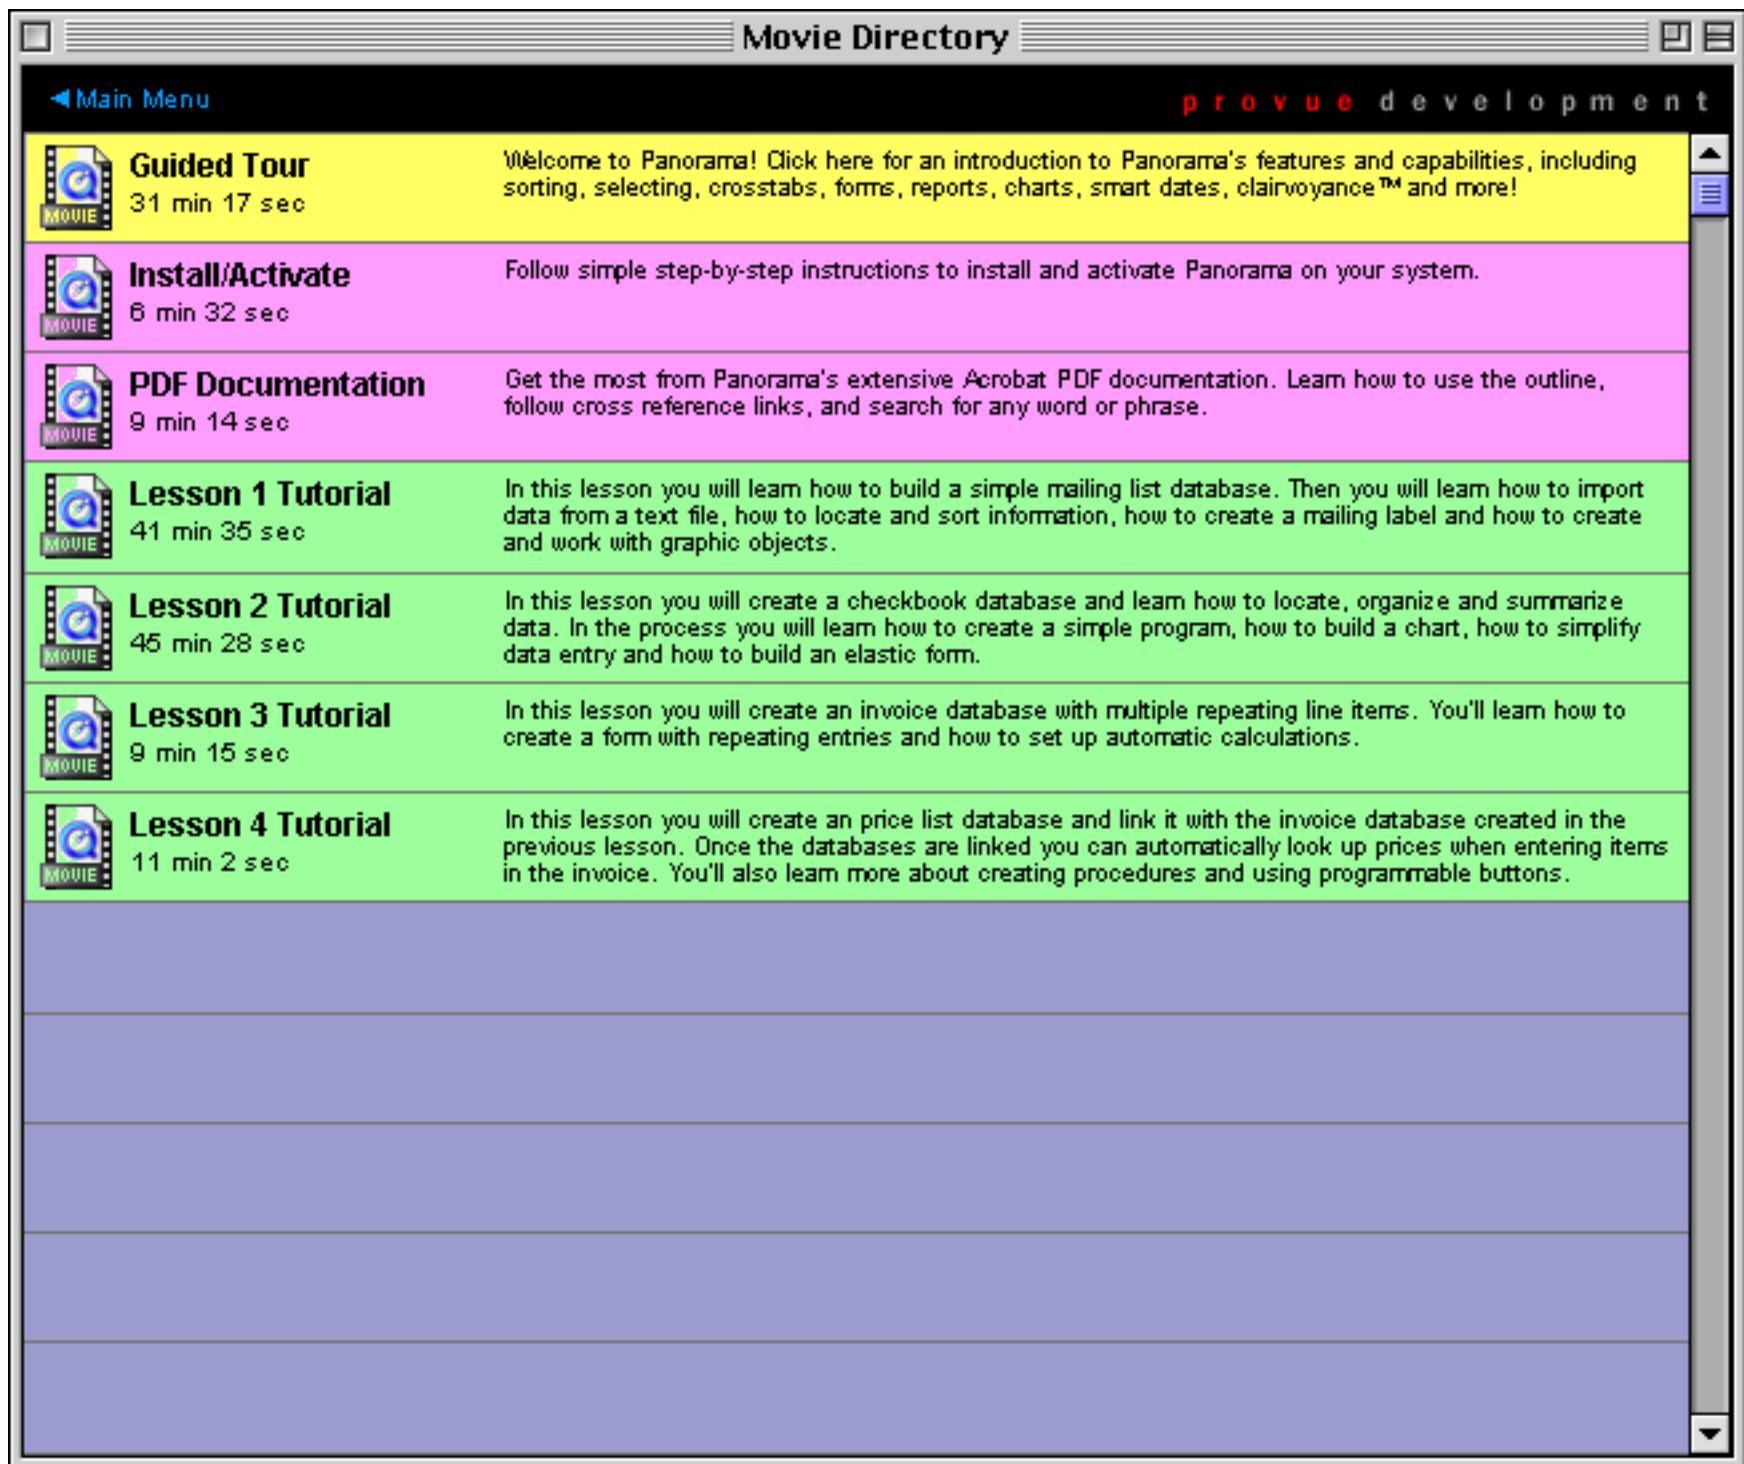 Movie Directory
Main Menu
provue development
Guided Tour
31 min 17 sec
Welcome to Panorama! Click here for an introduction to Panorama's features and capabilities, including
sorting, selecting, crosstabs, forms, reports, charts, smart dates, clairvoyance™ and more!
MOVIE
Install/Activate
6 min 32 sec
Follow simple step-by-step instructions to install and activate Panorama on your system.
MOVIE
PDF Documentation
9 min 14 sec
Get the most from Panorama's extensive Acrobat PDF documentation. Learn how to use the outline,
follow cross reference links, and search for any word or phrase.
MOVIE
Lesson 1 Tutorial
41 min 35 sec
In this lesson you will learn how to build a simple mailing list database. Then you will learn how to import
data from a text file, how to locate and sort information, how to create a mailing label and how to create
and work with graphic objects.
MOVIE
Lesson 2 Tutorial
45 min 28 sec
In this lesson you will create a checkbook database and learn how to locate, organize and summarize
data. In the process you will learn how to create a simple program, how to build a chart, how to simplify
data entry and how to build an elastic form.
MOVIE
Lesson 3 Tutorial
9 min 15 sec
In this lesson you will create an invoice database with multiple repeating line items. You'll learn how to
create a form with repeating entries and how to set up automatic calculations.
MOVIE
Lesson 4 Tutorial
11 min 2 sec
In this lesson you will create an price list database and link it with the invoice database created in the
previous lesson. Once the databases are linked you can automatically look up prices when entering items
in the invoice. You'll also learn more about creating procedures and using programmable buttons.
MOVIE